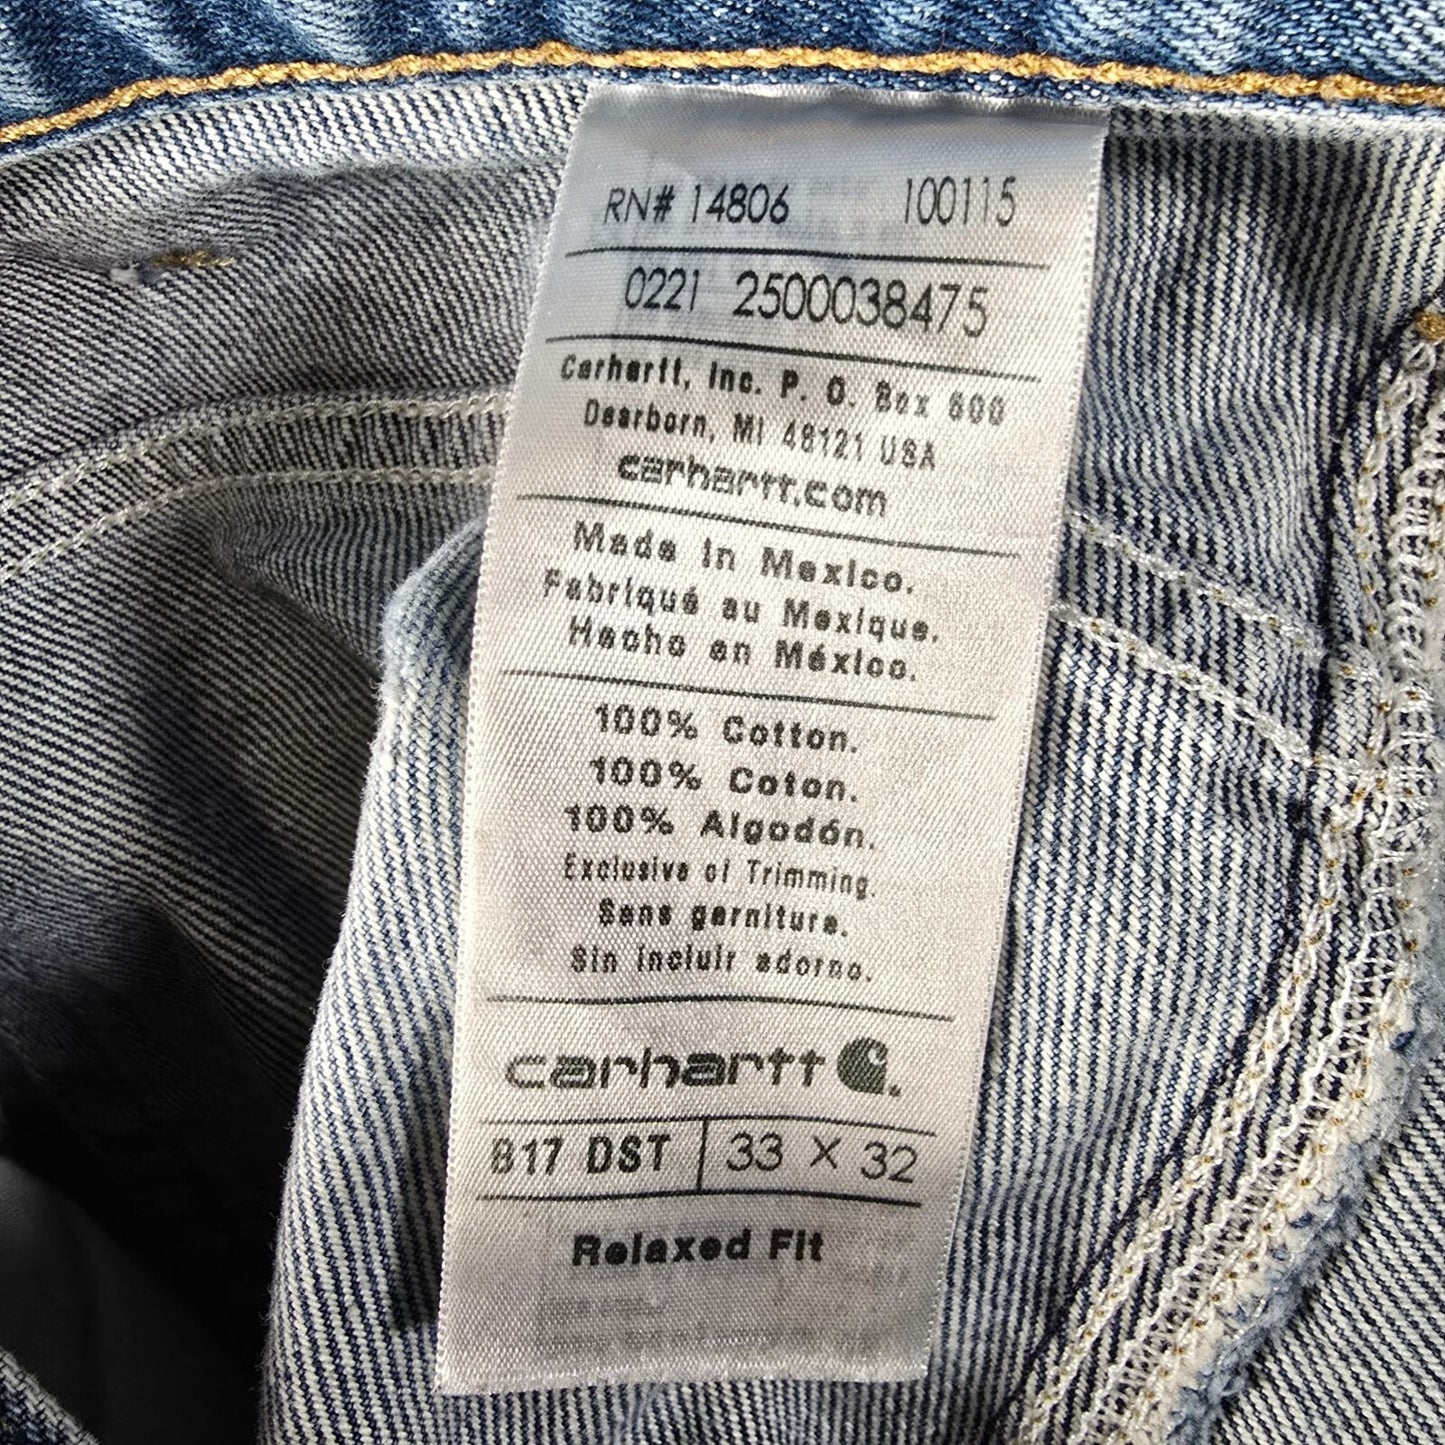 RN# 14806 100115
0221 2500038475
Carhartt, Inc. P. O. Box 600
Dearborn, MI 48121 USA
carhartt.com
Made in Mexico.
Fabriqué au Mexique.
Hecho en México.
100% Cotton.
100% Coton.
100% Algodón.
Exclusive of Trimming.
Sans garniture.
Sin incluir adorno.
carhartt
B17 DST 33 X 32
Relaxed Fit